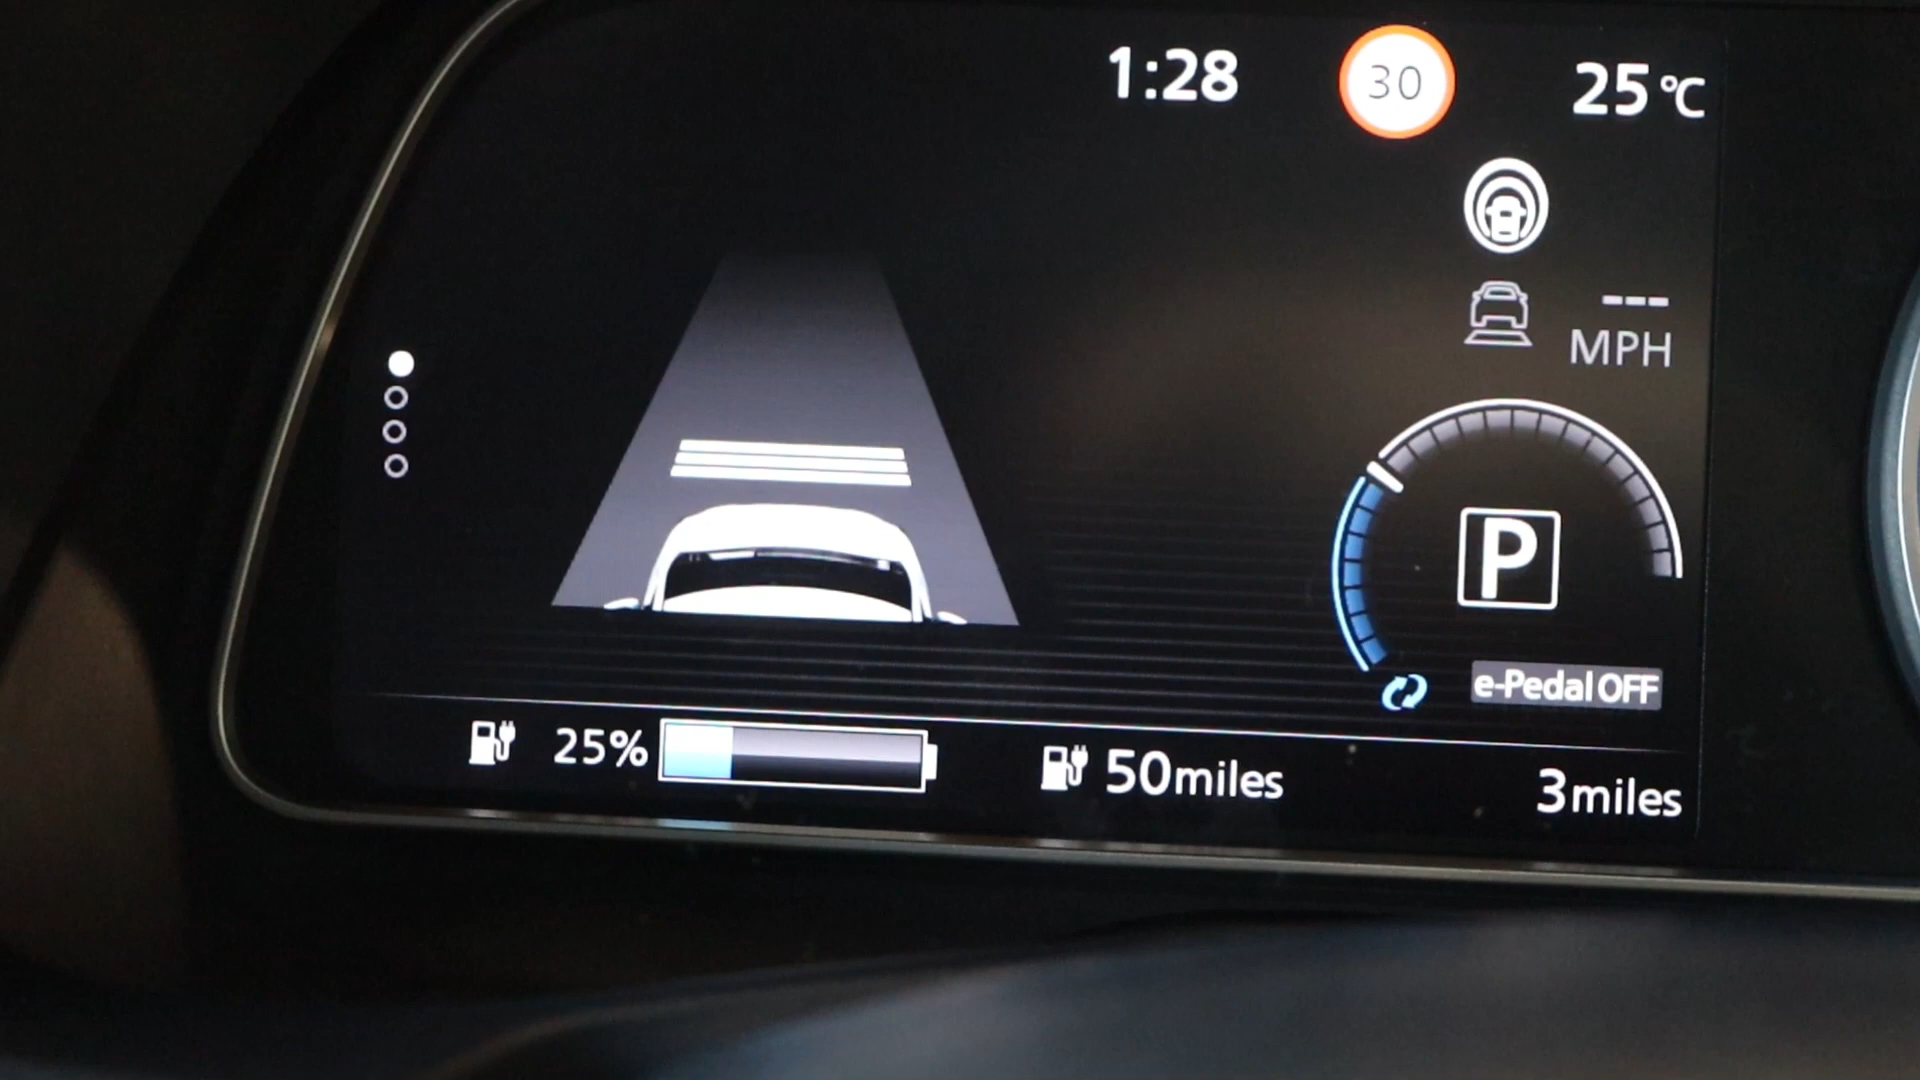 1:28
30
25°C
---
MPH
P
e-Pedal OFF
25%
50miles
3miles